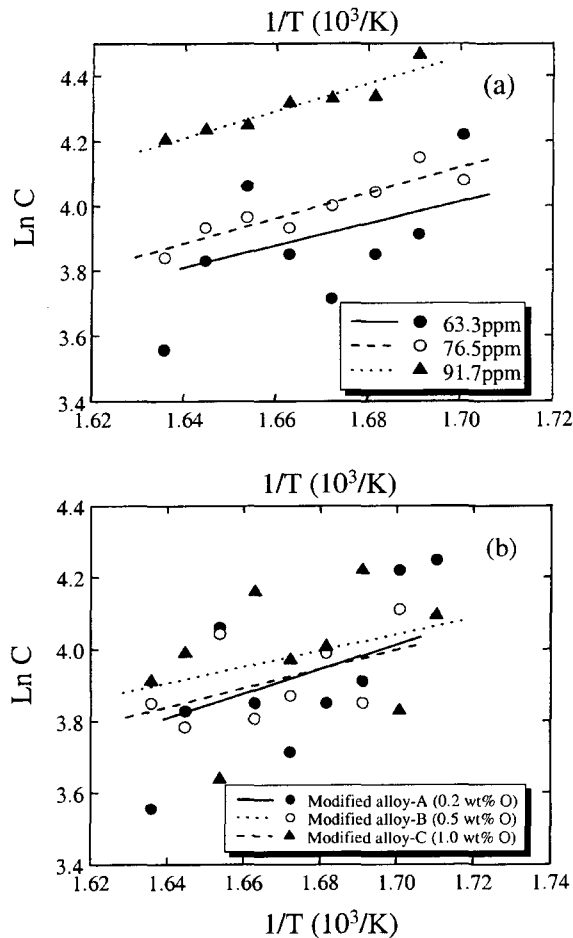 1/T (10³/K)
4.4
4.2
4.0
3.8
3.6
3.4
Ln C
(a)
63.3ppm
76.5ppm
91.7ppm
1.62
1.64
1.66
1.68
1.70
1.72
1/T (10³/K)
4.4
4.2
4.0
3.8
3.6
3.4
Ln C
(b)
Modified alloy-A (0.2 wt% O)
Modified alloy-B (0.5 wt% O)
Modified alloy-C (1.0 wt% O)
1.62
1.64
1.66
1.68
1.70
1.72
1.74
1/T (10³/K)